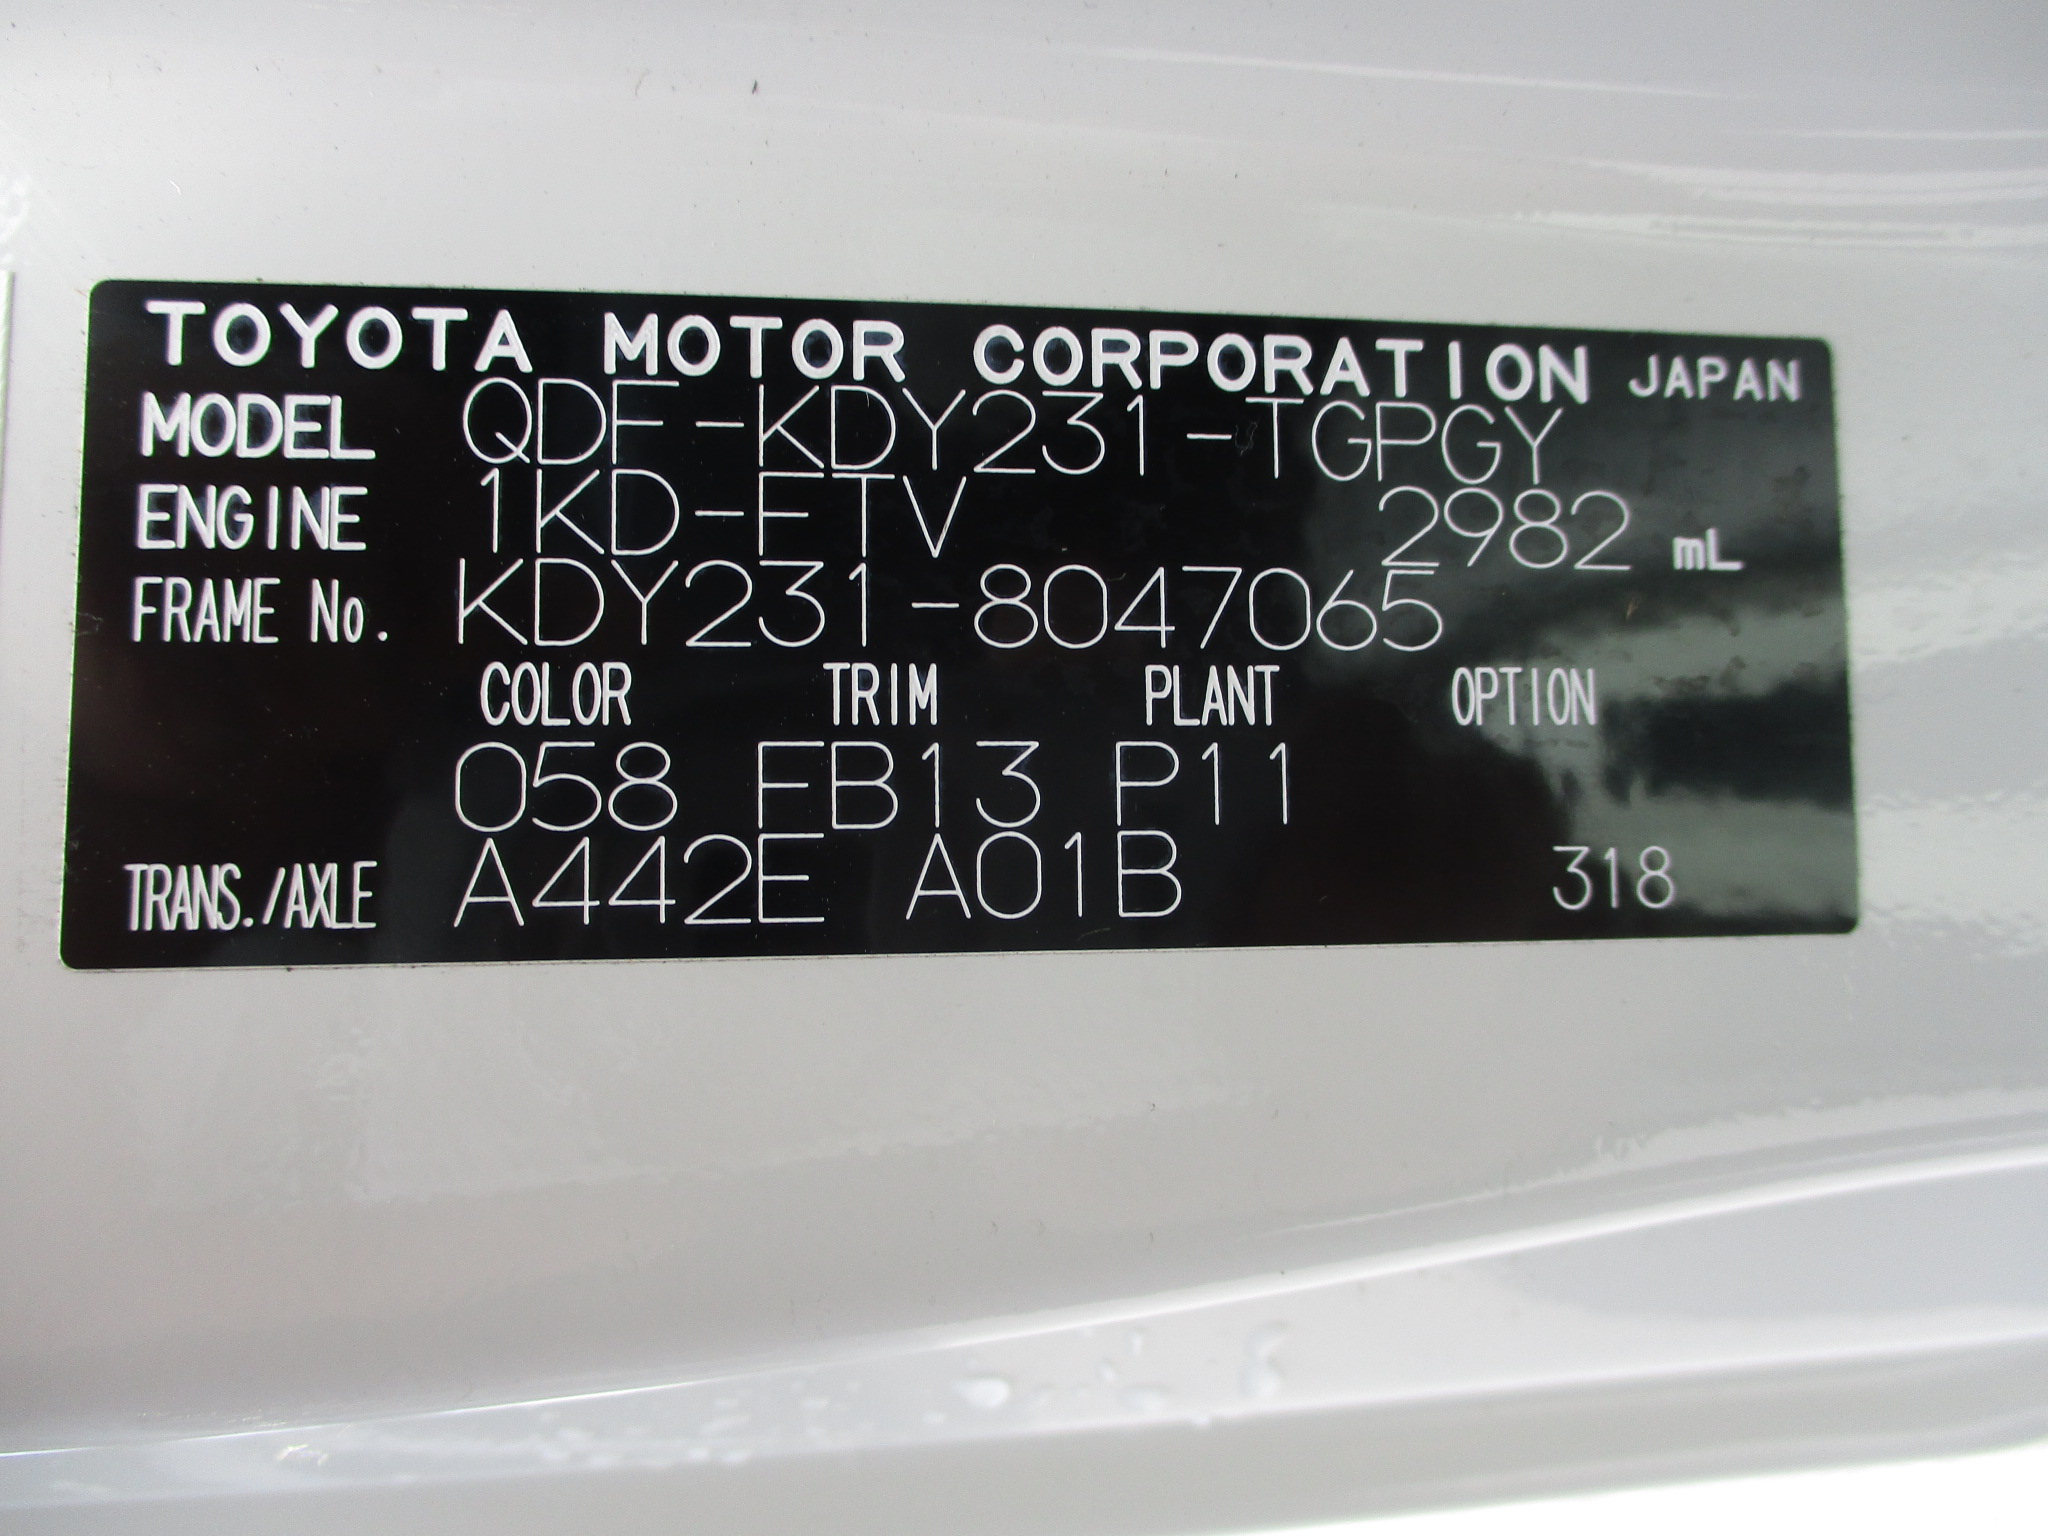 TOYOTA MOTOR CORPORATION JAPAN
MODEL QDF-KDY231-TGPGY
ENGINE 1KD-FTV 2982 mL
FRAME No. KDY231-8047065
COLOR TRIM PLANT OPTION
058 FB13 P11
TRANS./AXLE A442E A01B 318